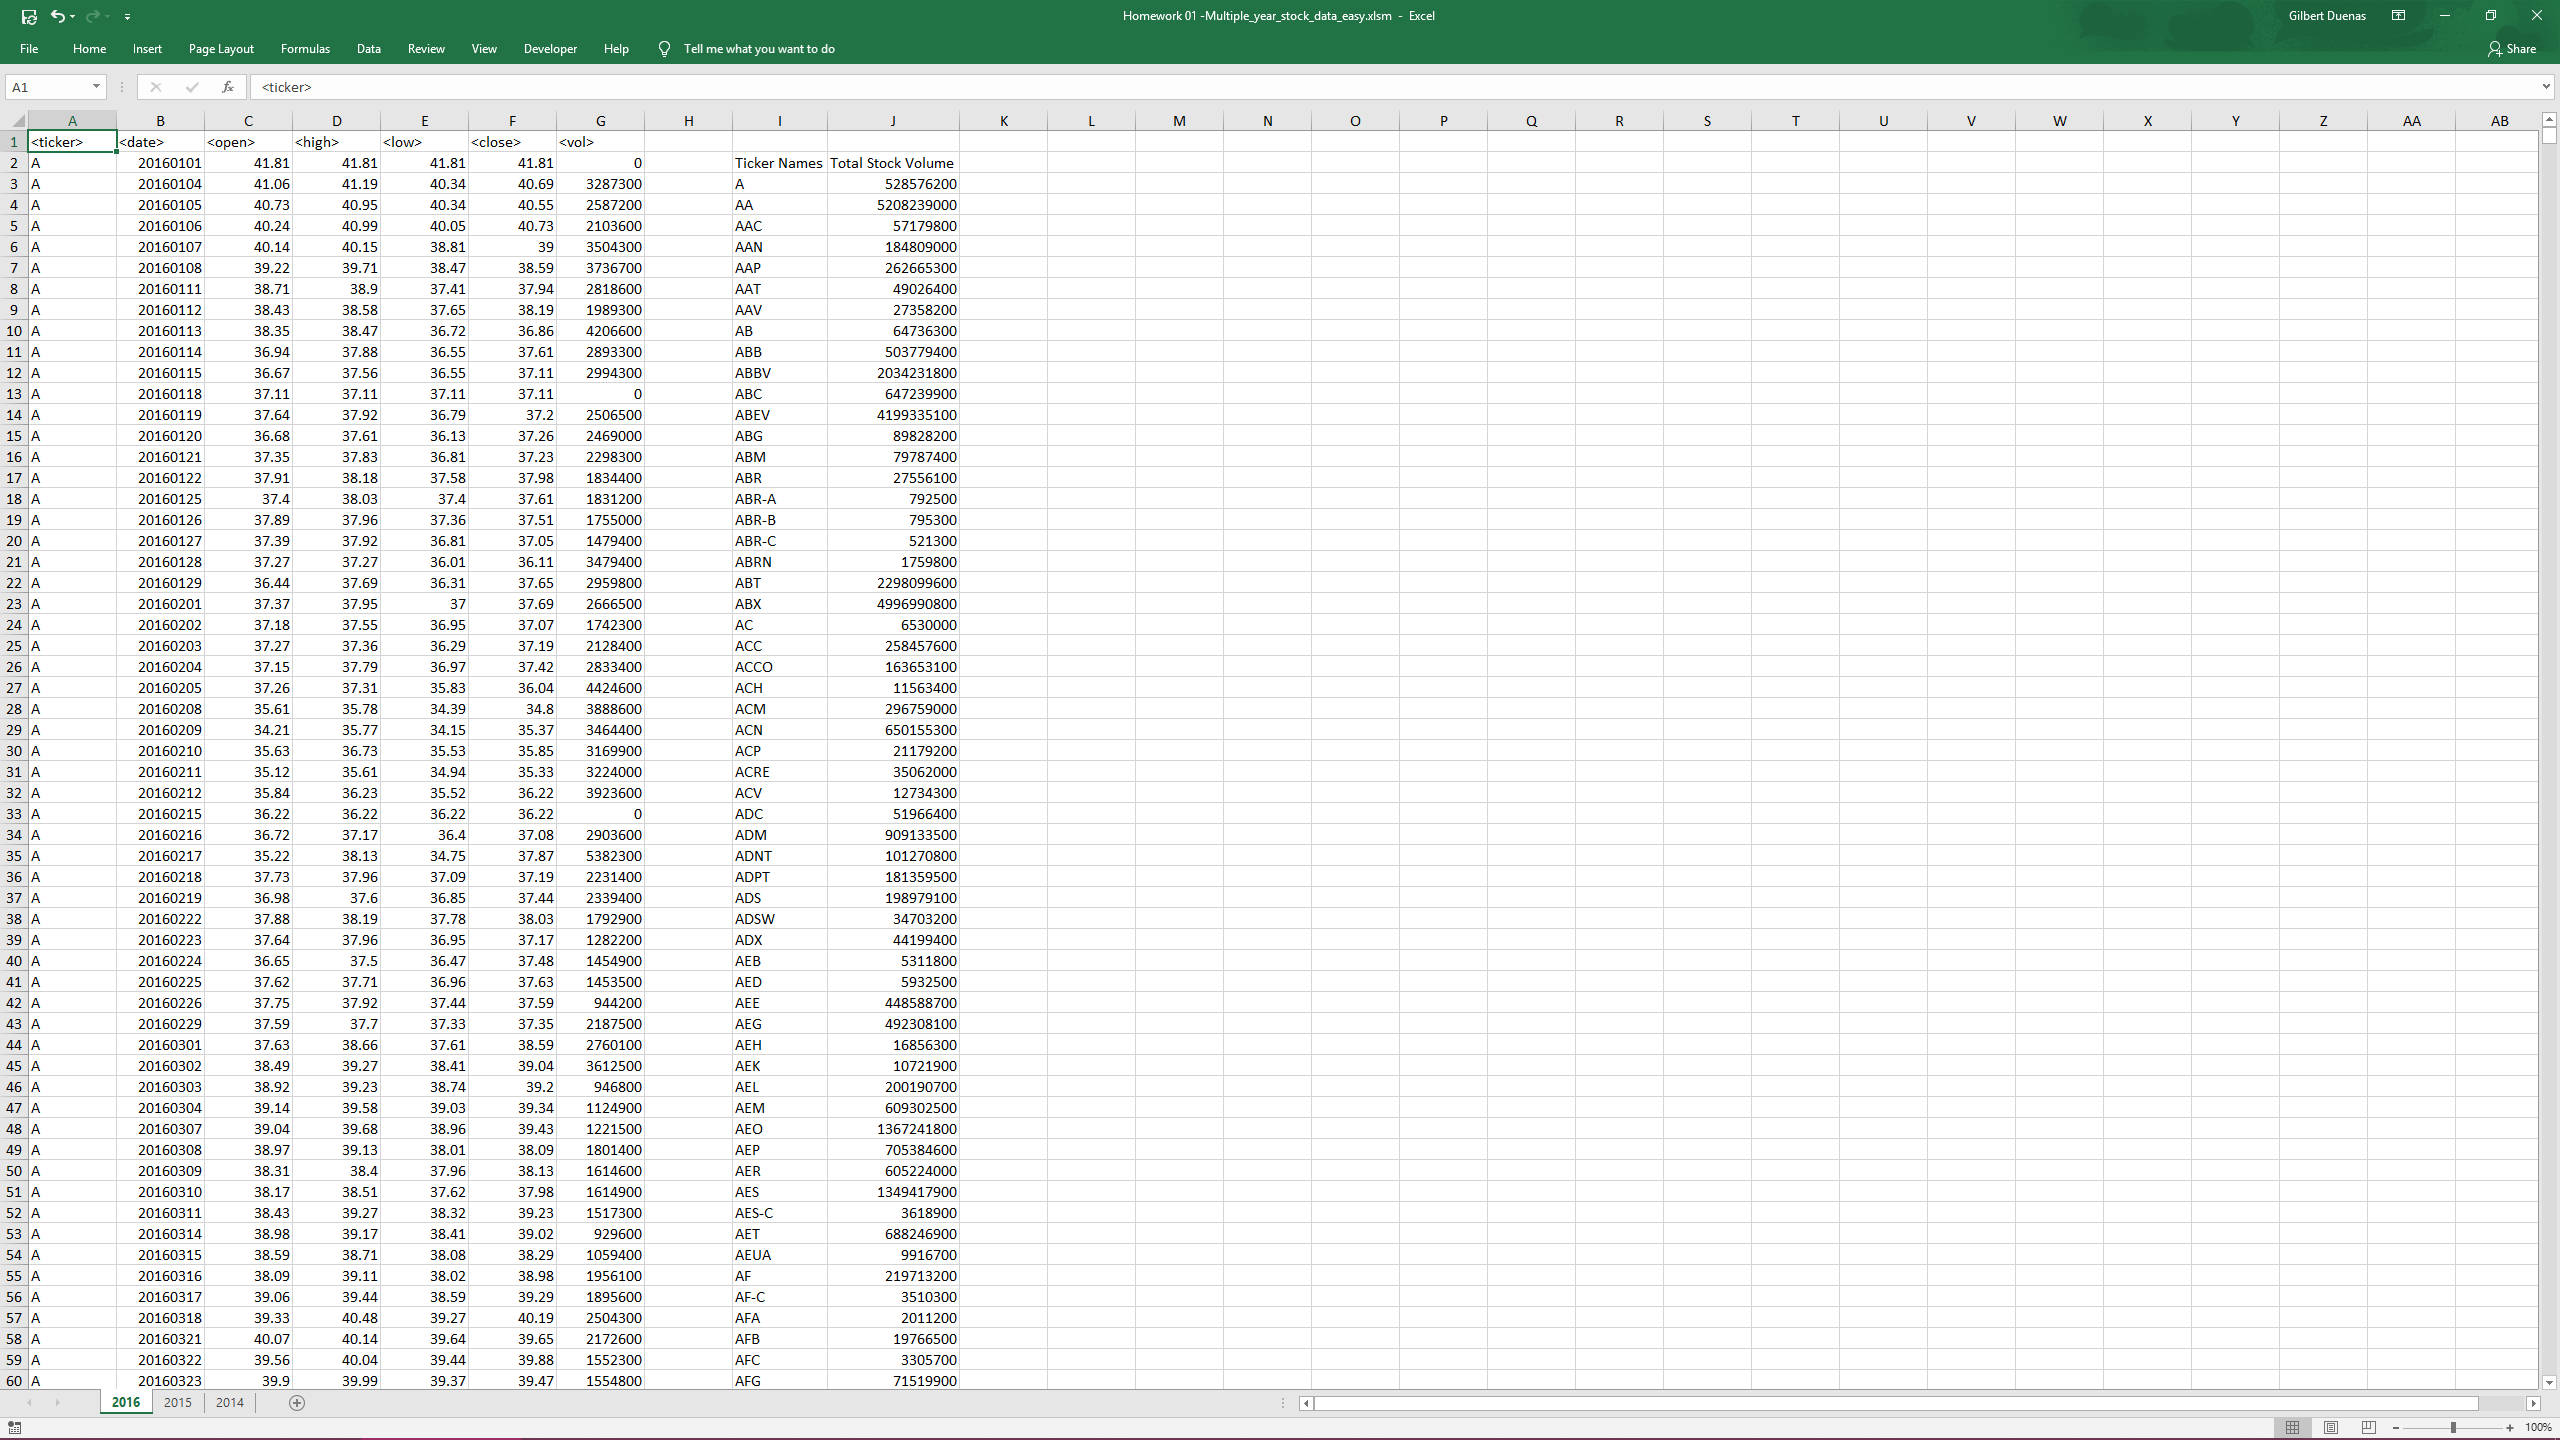 Homework 01 -Multiple_year_stock_data_easy.xlsm - Excel Gilbert Duenas
File Home Insert Page Layout Formulas Data Review View Developer Help Tell me what you want to do Share
A1 fx <ticker>
A B C D E F G H I J K L M N O P Q R S T U V W X Y Z AA AB
1 <ticker> <date> <open> <high> <low> <close> <vol>
2 A 20160101 41.81 41.81 41.81 41.81 0 Ticker Names Total Stock Volume
3 A 20160104 41.06 41.19 40.34 40.69 3287300 A 528576200
4 A 20160105 40.73 40.95 40.34 40.55 2587200 AA 5208239000
5 A 20160106 40.24 40.99 40.05 40.73 2103600 AAC 57179800
6 A 20160107 40.14 40.15 38.81 39 3504300 AAN 184809000
7 A 20160108 39.22 39.71 38.47 38.59 3736700 AAP 262665300
8 A 20160111 38.71 38.9 37.41 37.94 2818600 AAT 49026400
9 A 20160112 38.43 38.58 37.65 38.19 1989300 AAV 27358200
10 A 20160113 38.35 38.47 36.72 36.86 4206600 AB 64736300
11 A 20160114 36.94 37.88 36.55 37.61 2893300 ABB 503779400
12 A 20160115 36.67 37.56 36.55 37.11 2994300 ABBV 2034231800
13 A 20160118 37.11 37.11 37.11 37.11 0 ABC 647239900
14 A 20160119 37.64 37.92 36.79 37.2 2506500 ABEV 4199335100
15 A 20160120 36.68 37.61 36.13 37.26 2469000 ABG 89828200
16 A 20160121 37.35 37.83 36.81 37.23 2298300 ABM 79787400
17 A 20160122 37.91 38.18 37.58 37.98 1834400 ABR 27556100
18 A 20160125 37.4 38.03 37.4 37.61 1831200 ABR-A 792500
19 A 20160126 37.89 37.96 37.36 37.51 1755000 ABR-B 795300
20 A 20160127 37.39 37.92 36.81 37.05 1479400 ABR-C 521300
21 A 20160128 37.27 37.27 36.01 36.11 3479400 ABRN 1759800
22 A 20160129 36.44 37.69 36.31 37.65 2959800 ABT 2298099600
23 A 20160201 37.37 37.95 37 37.69 2666500 ABX 4996990800
24 A 20160202 37.18 37.55 36.95 37.07 1742300 AC 6530000
25 A 20160203 37.27 37.36 36.29 37.19 2128400 ACC 258457600
26 A 20160204 37.15 37.79 36.97 37.42 2833400 ACCO 163653100
27 A 20160205 37.26 37.31 35.83 36.04 4424600 ACH 11563400
28 A 20160208 35.61 35.78 34.39 34.8 3888600 ACM 296759000
29 A 20160209 34.21 35.77 34.15 35.37 3464400 ACN 650155300
30 A 20160210 35.63 36.73 35.53 35.85 3169900 ACP 21179200
31 A 20160211 35.12 35.61 34.94 35.33 3224000 ACRE 35062000
32 A 20160212 35.84 36.23 35.52 36.22 3923600 ACV 12734300
33 A 20160215 36.22 36.22 36.22 36.22 0 ADC 51966400
34 A 20160216 36.72 37.17 36.4 37.08 2903600 ADM 909133500
35 A 20160217 35.22 38.13 34.75 37.87 5382300 ADNT 101270800
36 A 20160218 37.73 37.96 37.09 37.19 2231400 ADPT 181359500
37 A 20160219 36.98 37.6 36.85 37.44 2339400 ADS 198979100
38 A 20160222 37.88 38.19 37.78 38.03 1792900 ADSW 34703200
39 A 20160223 37.64 37.96 36.95 37.17 1282200 ADX 44199400
40 A 20160224 36.65 37.5 36.47 37.48 1454900 AEB 5311800
41 A 20160225 37.62 37.71 36.96 37.63 1453500 AED 5932500
42 A 20160226 37.75 37.92 37.44 37.59 944200 AEE 448588700
43 A 20160229 37.59 37.7 37.33 37.35 2187500 AEG 492308100
44 A 20160301 37.63 38.66 37.61 38.59 2760100 AEH 16856300
45 A 20160302 38.49 39.27 38.41 39.04 3612500 AEK 10721900
46 A 20160303 38.92 39.23 38.74 39.2 946800 AEL 200190700
47 A 20160304 39.14 39.58 39.03 39.34 1124900 AEM 609302500
48 A 20160307 39.04 39.68 38.96 39.43 1221500 AEO 1367241800
49 A 20160308 38.97 39.13 38.01 38.09 1801400 AEP 705384600
50 A 20160309 38.31 38.4 37.96 38.13 1614600 AER 605224000
51 A 20160310 38.17 38.51 37.62 37.98 1614900 AES 1349417900
52 A 20160311 38.43 39.27 38.32 39.23 1517300 AES-C 3618900
53 A 20160314 38.98 39.17 38.41 39.02 929600 AET 688246900
54 A 20160315 38.59 38.71 38.08 38.29 1059400 AEUA 9916700
55 A 20160316 38.09 39.11 38.02 38.98 1956100 AF 219713200
56 A 20160317 39.06 39.44 38.59 39.29 1895600 AF-C 3510300
57 A 20160318 39.33 40.48 39.27 40.19 2504300 AFA 2011200
58 A 20160321 40.07 40.14 39.64 39.65 2172600 AFB 19766500
59 A 20160322 39.56 40.04 39.44 39.88 1552300 AFC 3305700
60 A 20160323 39.9 39.99 39.37 39.47 1554800 AFG 71519900
2016 2015 2014
100%